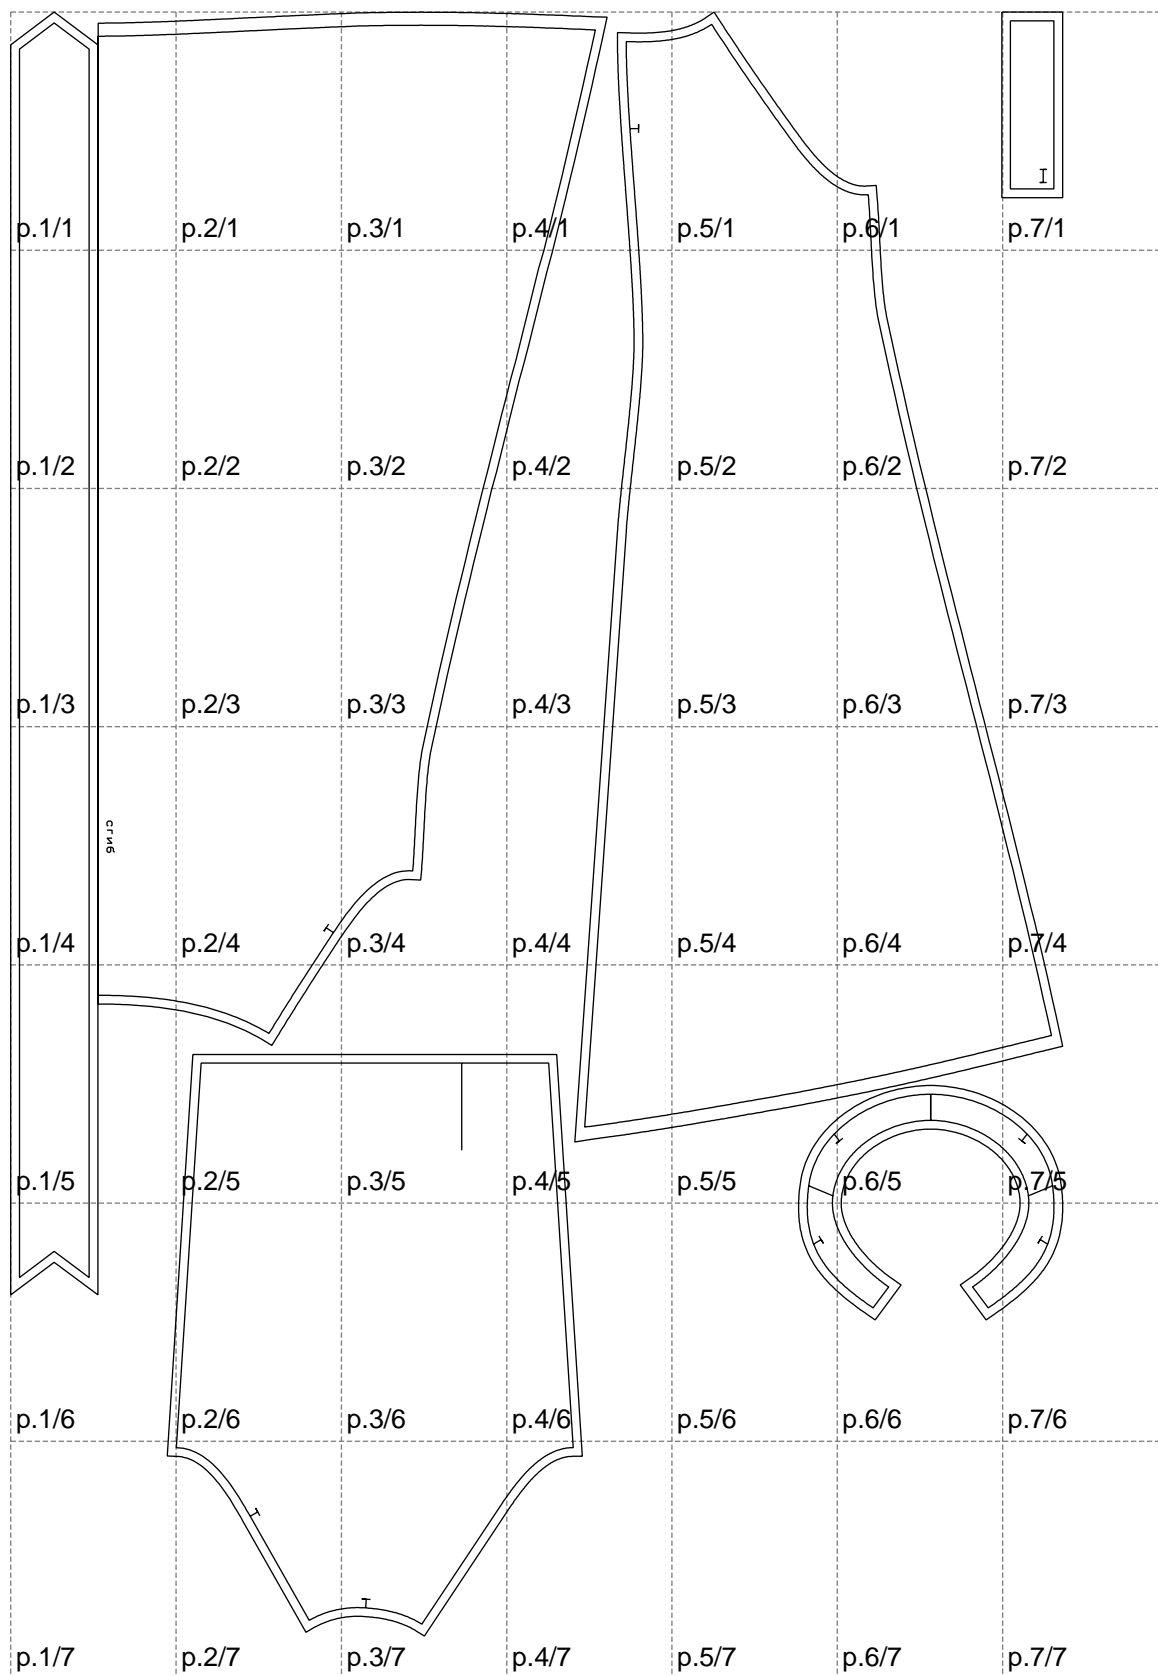 p.1/1 p.2/1 p.3/1 p.4/1 p.5/1 p.6/1 p.7/1
p.1/2 p.2/2 p.3/2 p.4/2 p.5/2 p.6/2 p.7/2
p.1/3 p.2/3 p.3/3 p.4/3 p.5/3 p.6/3 p.7/3
сгиб
p.1/4 p.2/4 p.3/4 p.4/4 p.5/4 p.6/4 p.7/4
p.1/5 p.2/5 p.3/5 p.4/5 p.5/5 p.6/5 p.7/5
p.1/6 p.2/6 p.3/6 p.4/6 p.5/6 p.6/6 p.7/6
p.1/7 p.2/7 p.3/7 p.4/7 p.5/7 p.6/7 p.7/7